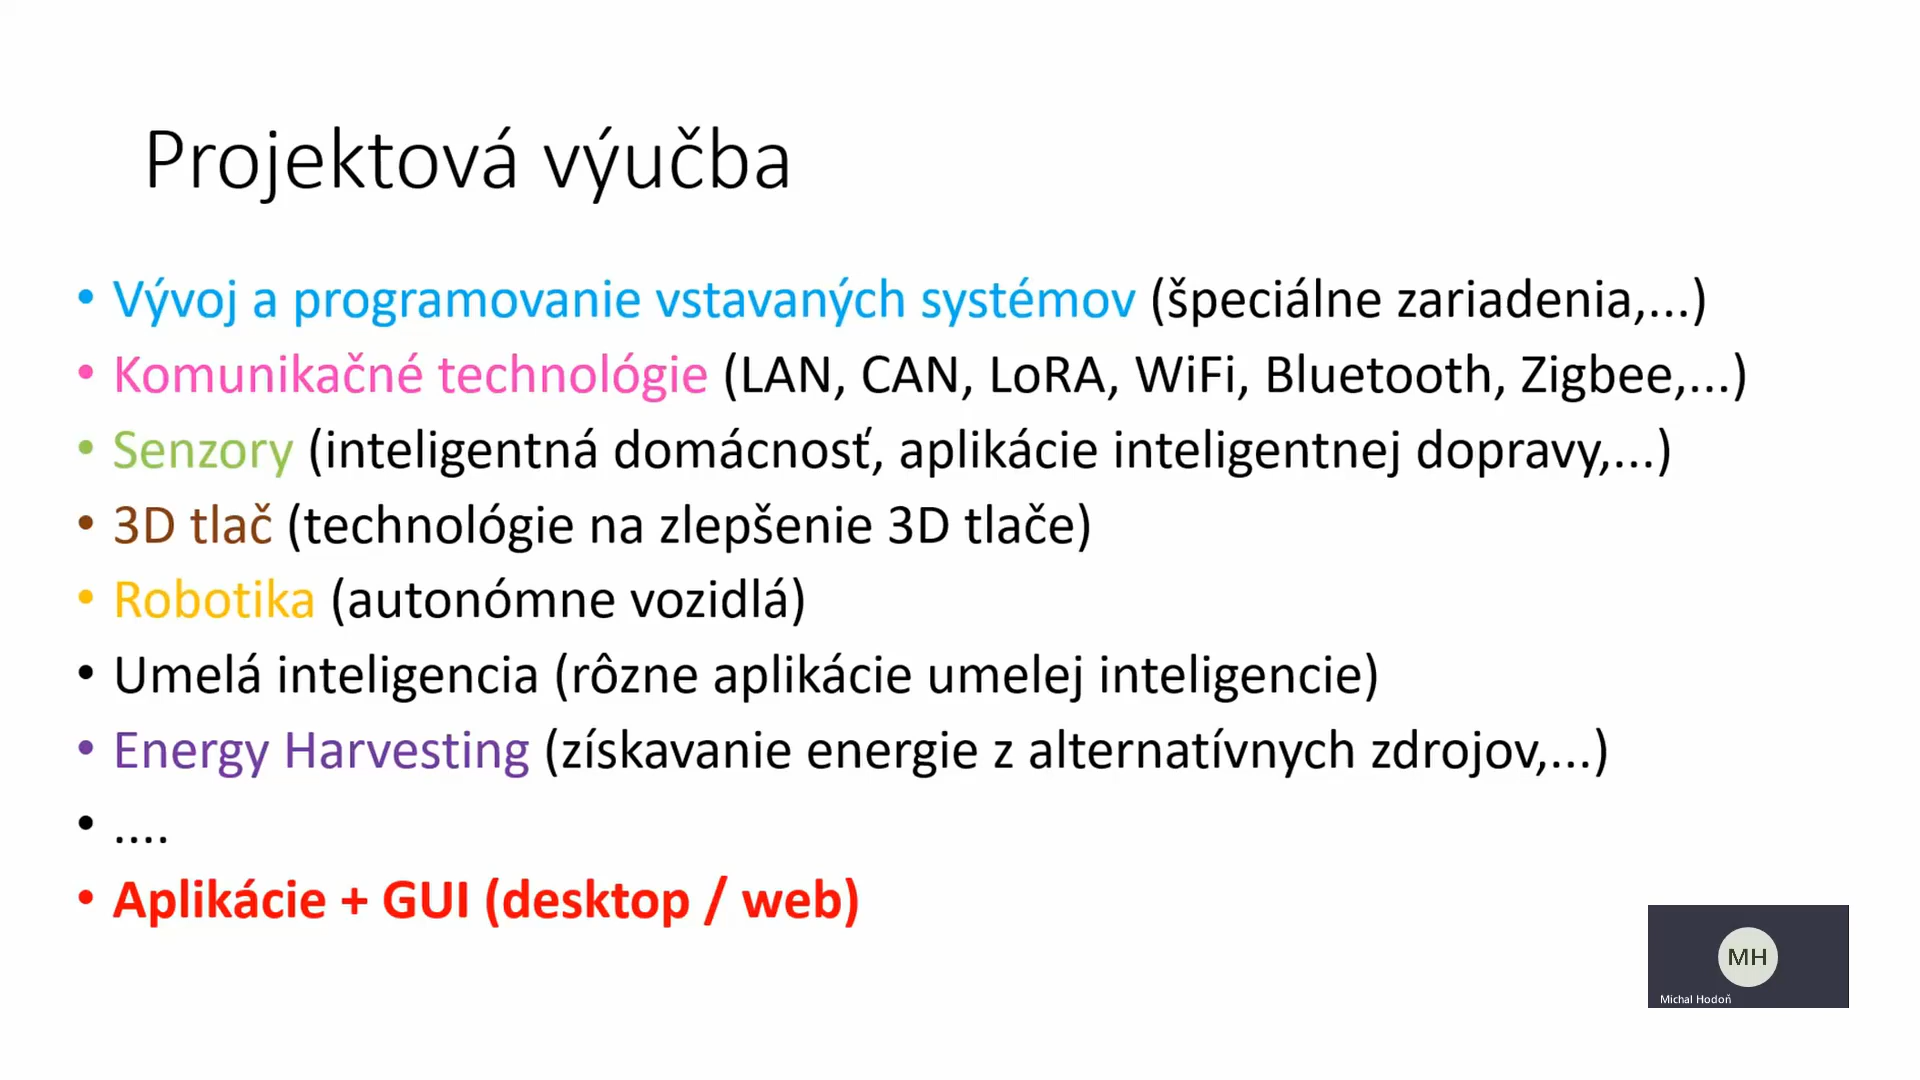 Projektová výučba
• Vývoj a programovanie vstavaných systémov (špeciálne zariadenia,...)
• Komunikačné technológie (LAN, CAN, LoRA, WiFi, Bluetooth, Zigbee,...)
• Senzory (inteligentná domácnosť, aplikácie inteligentnej dopravy,...)
• 3D tlač (technológie na zlepšenie 3D tlače)
• Robotika (autonómne vozidlá)
• Umelá inteligencia (rôzne aplikácie umelej inteligencie)
• Energy Harvesting (získavanie energie z alternatívnych zdrojov,...)
• ....
• Aplikácie + GUI (desktop / web)
MH
Michal Hodoň